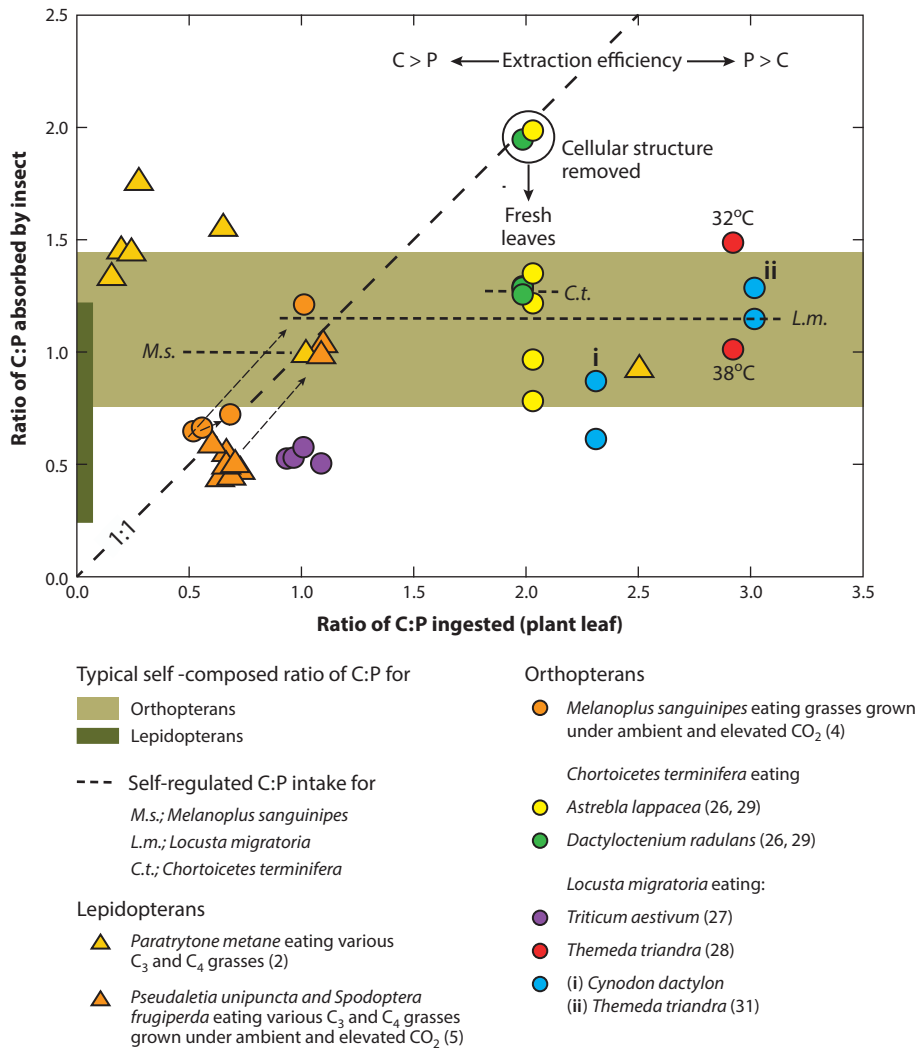 2.5
2.0
1.5
1.0
0.5
0.0
Ratio of C:P absorbed by insect
C > P
Extraction efficiency
P > C
Cellular structure
removed
Fresh
leaves
32°C
ii
C.t.
L.m.
M.s.
i
38°C
1:1
0.0
0.5
1.0
1.5
2.0
2.5
3.0
3.5
Ratio of C:P ingested (plant leaf)
Typical self -composed ratio of C:P for
Orthopterans
Lepidopterans
Self-regulated C:P intake for
M.s.; Melanoplus sanguinipes
L.m.; Locusta migratoria
C.t.; Chortoicetes terminifera
Lepidopterans
Paratrytone metane eating various
C₃ and C₄ grasses (2)
Pseudaletia unipuncta and Spodoptera
frugiperda eating various C₃ and C₄ grasses
grown under ambient and elevated CO₂ (5)
Orthopterans
Melanoplus sanguinipes eating grasses grown
under ambient and elevated CO₂ (4)
Chortoicetes terminifera eating
Astrebla lappacea (26, 29)
Dactyloctenium radulans (26, 29)
Locusta migratoria eating:
Triticum aestivum (27)
Themeda triandra (28)
(i) Cynodon dactylon
(ii) Themeda triandra (31)